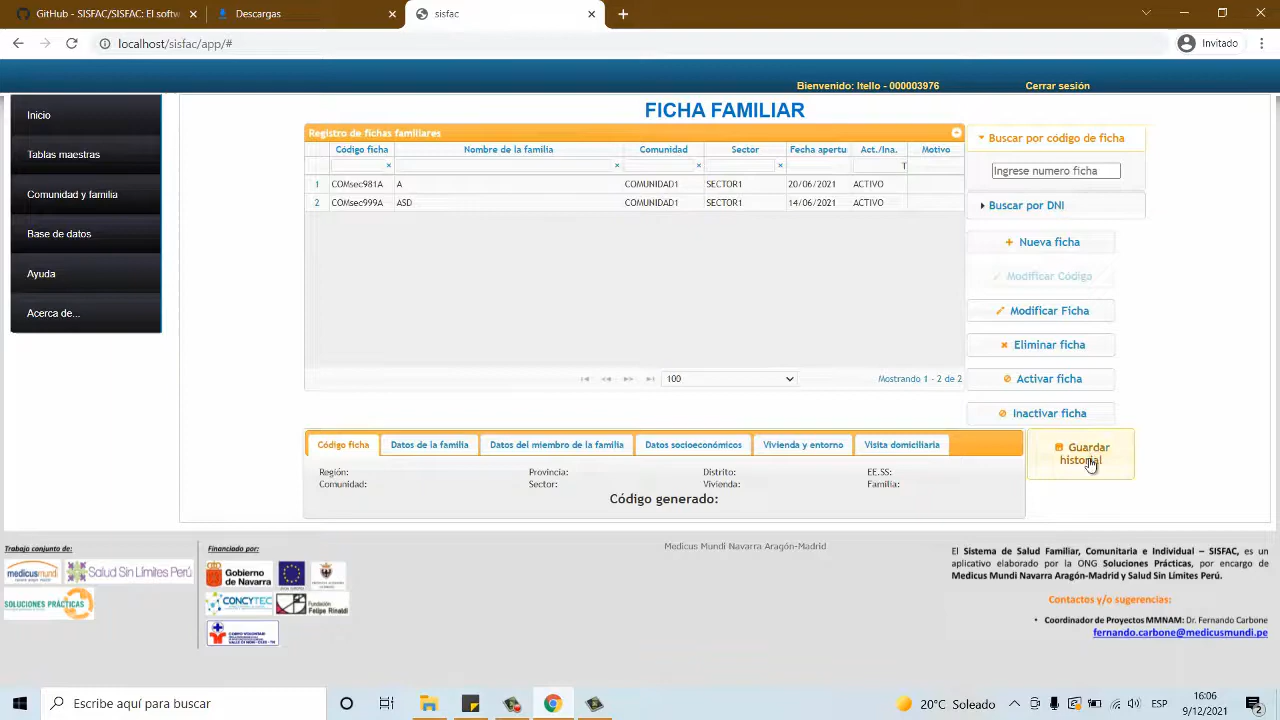 GitHub - SISFAC/SISFAC: El softw
Descargas
sisfac
localhost/sisfac/app/#
Invitado
Bienvenido: Itello - 000003976
Cerrar sesión
Inicio
Tablas maestras
Comunidad y familia
Base de datos
Ayuda
Acerca de...
FICHA FAMILIAR
Registro de fichas familiares
Código ficha Nombre de la familia Comunidad Sector Fecha apertu Act./Ina. Motivo
x x x x T
1 COMsec981A A COMUNIDAD1 SECTOR1 20/06/2021 ACTIVO
2 COMsec999A ASD COMUNIDAD1 SECTOR1 14/06/2021 ACTIVO
100
Mostrando 1 - 2 de 2
Buscar por código de ficha
Ingrese numero ficha
Buscar por DNI
Nueva ficha
Modificar Código
Modificar Ficha
Eliminar ficha
Activar ficha
Inactivar ficha
Guardar
historial
Código ficha Datos de la familia Datos del miembro de la familia Datos socioeconómicos Vivienda y entorno Visita domiciliaria
Región: Provincia: Distrito: EE.SS:
Comunidad: Sector: Vivienda: Familia:
Código generado:
Trabajo conjunto de:
medicusmundi
Salud Sin Límites Perú
SOLUCIONES PRÁCTICAS
Financiado por:
Gobierno
de Navarra
CONCYTEC
Fundación
Felipe Rinaldi
Medicus Mundi Navarra Aragón-Madrid
El Sistema de Salud Familiar, Comunitaria e Individual – SISFAC, es un
aplicativo elaborado por la ONG Soluciones Prácticas, por encargo de
Medicus Mundi Navarra Aragón-Madrid y Salud Sin Límites Perú.
Contactos y/o sugerencias:
• Coordinador de Proyectos MMNAM: Dr. Fernando Carbone
fernando.carbone@medicusmundi.pe
Escribe aquí para buscar
20°C Soleado
ESP
16:06
9/12/2021
2